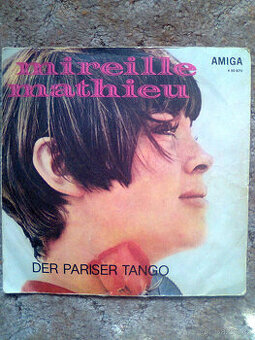 mireille
mathieu
AMIGA
DER PARISER TANGO